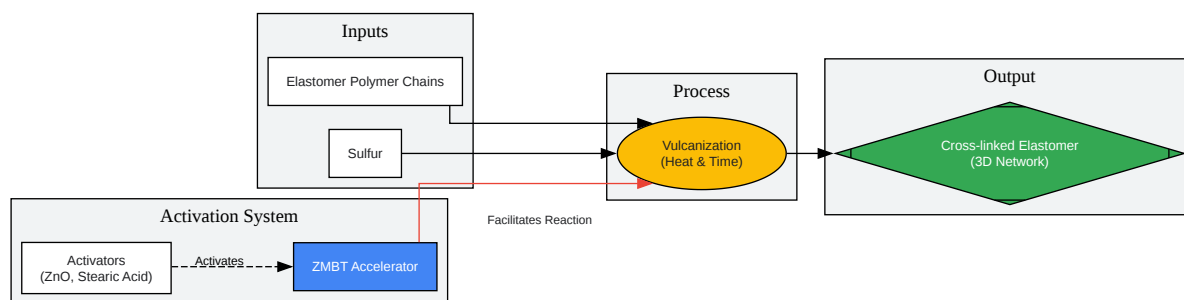 Inputs
Elastomer Polymer Chains
Sulfur
Process
Vulcanization
(Heat & Time)
Output
Cross-linked Elastomer
(3D Network)
Activation System
Activators
(ZnO, Stearic Acid)
Activates
ZMBT Accelerator
Facilitates Reaction